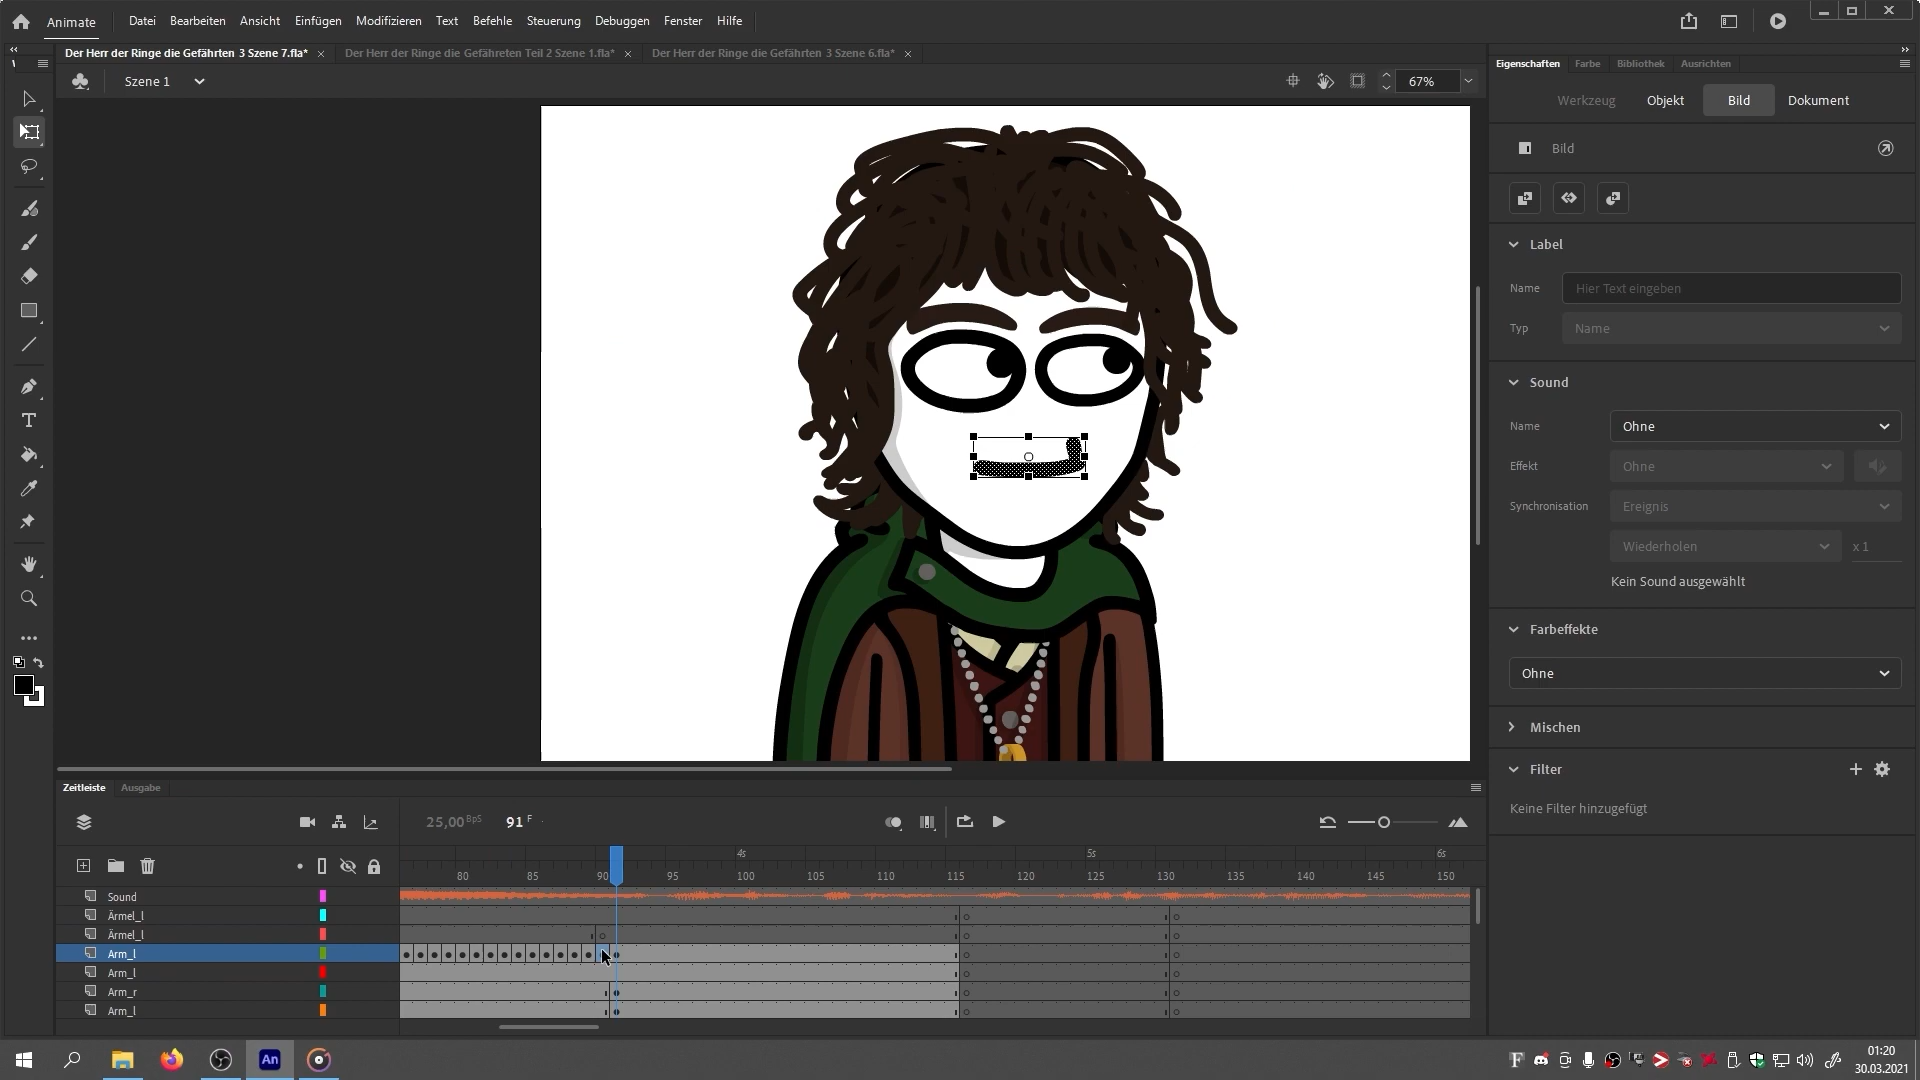 Animate Datei Bearbeiten Ansicht Einfügen Modifizieren Text Befehle Steuerung Debuggen Fenster Hilfe
Der Herr der Ringe die Gefährten 3 Szene 7.fla* Der Herr der Ringe die Gefähreten Teil 2 Szene 1.fla* Der Herr der Ringe die Gefährten 3 Szene 6.fla*
Szene 1 67%
Eigenschaften Farbe Bibliothek Ausrichten
Werkzeug Objekt Bild Dokument
Bild
Label
Name Hier Text eingeben
Typ Name
Sound
Name Ohne
Effekt Ohne
Synchronisation Ereignis
Wiederholen x 1
Kein Sound ausgewählt
Farbeffekte
Ohne
Mischen
Filter
Keine Filter hinzugefügt
Zeitleiste Ausgabe
25,00 BpS 91 F
4s 5s 6s
80 85 90 95 100 105 110 115 120 125 130 135 140 145 150
Sound
Ärmel_l
Ärmel_l
Arm_l
Arm_l
Arm_r
Arm_l
An
01:20
30.03.2021